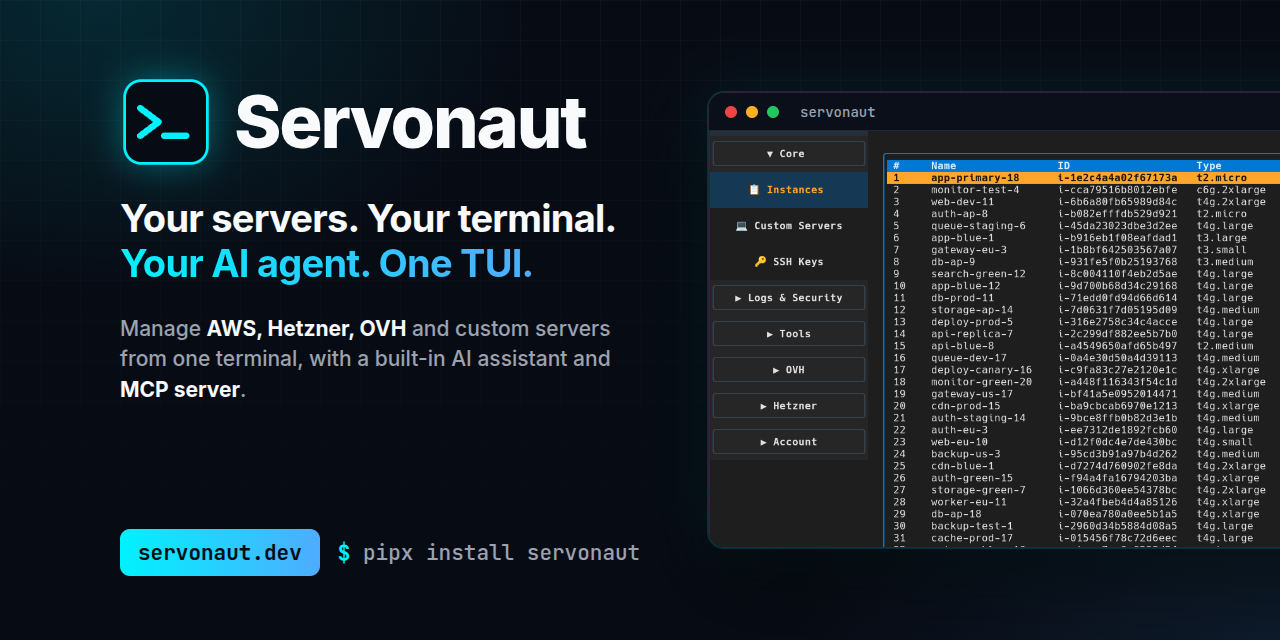 Servonaut
Your servers. Your terminal.
Your AI agent. One TUI.
Manage AWS, Hetzner, OVH and custom servers
from one terminal, with a built-in AI assistant and
MCP server.
servonaut.dev $ pipx install servonaut
servonaut
▼ Core
📋 Instances
💻 Custom Servers
🔑 SSH Keys
▶ Logs & Security
▶ Tools
▶ OVH
▶ Hetzner
▶ Account
# Name ID Type
1 app-primary-18 i-1e2c4a4a02f67173a t2.micro
2 monitor-test-4 i-cca79516b8012ebfe c6g.2xlarge
3 web-dev-11 i-6b6a80fb65989d84c t4g.2xlarge
4 auth-ap-8 i-b082efffdb529d921 t2.micro
5 queue-staging-6 i-45da23023dbe3d2ee t4g.large
6 app-blue-1 i-b916eb1f08eafdad1 t3.large
7 gateway-eu-3 i-1b8bf642503567a07 t3.small
8 db-ap-9 i-931fe5f0b25193768 t3.medium
9 search-green-12 i-8c004110f4eb2d5ae t4g.large
10 app-blue-12 i-9d700b68d34c29168 t4g.large
11 db-prod-11 i-71edd0fd94d66d614 t4g.large
12 storage-ap-14 i-7d0631f7d05195d09 t4g.medium
13 deploy-prod-5 i-316e2758c34c4acce t4g.large
14 api-replica-7 i-2c299df882ee5b7b0 t4g.large
15 api-blue-8 i-a4549650afd65b497 t2.medium
16 queue-dev-17 i-0a4e30d50a4d39113 t4g.medium
17 deploy-canary-16 i-c9fa83c27e2120e1c t4g.xlarge
18 monitor-green-20 i-a448f116343f54c1d t4g.2xlarge
19 gateway-us-17 i-bf41a5e0952014471 t4g.medium
20 cdn-prod-15 i-ba9cbcab6970e1213 t4g.xlarge
21 auth-staging-14 i-9bce8ffb0b82d3e1b t4g.medium
22 auth-eu-3 i-ee7312de1892fcb60 t4g.large
23 web-eu-10 i-d12f0dc4e7de430bc t4g.small
24 backup-us-3 i-95cd3b91a97b4d262 t4g.medium
25 cdn-blue-1 i-d7274d760902fe8da t4g.2xlarge
26 auth-green-15 i-f94a4fa16794203ba t4g.xlarge
27 storage-green-7 i-1066d360ee54378bc t4g.2xlarge
28 worker-eu-11 i-32a4fbeb4d4a85126 t4g.xlarge
29 db-ap-18 i-070ea780a0ee5b1a5 t4g.xlarge
30 backup-test-1 i-2960d34b5884d08a5 t4g.large
31 cache-prod-17 i-015456f78c72d6eec t4g.large